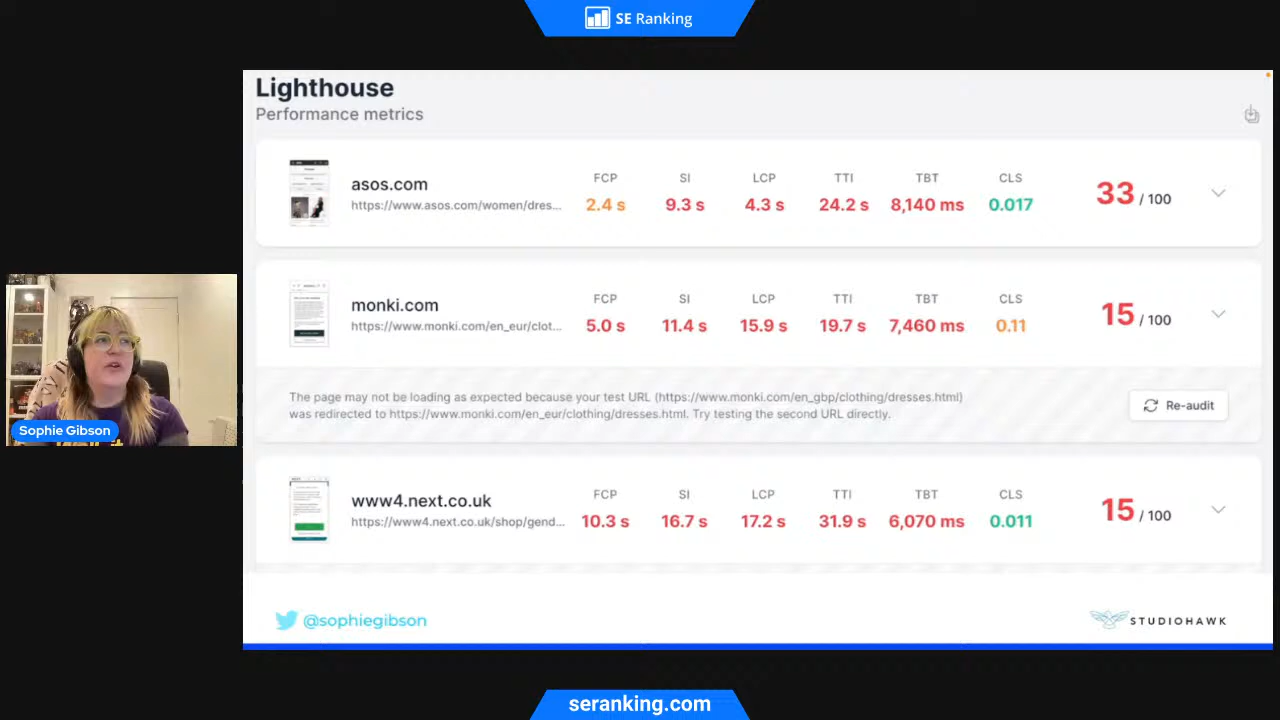 SE Ranking
Lighthouse
Performance metrics
asos.com
https://www.asos.com/women/dres...
FCP SI LCP TTI TBT CLS
2.4 s 9.3 s 4.3 s 24.2 s 8,140 ms 0.017
33 / 100
monki.com
https://www.monki.com/en_eur/clot...
FCP SI LCP TTI TBT CLS
5.0 s 11.4 s 15.9 s 19.7 s 7,460 ms 0.11
15 / 100
The page may not be loading as expected because your test URL (https://www.monki.com/en_gbp/clothing/dresses.html)
was redirected to https://www.monki.com/en_eur/clothing/dresses.html. Try testing the second URL directly.
Re-audit
Sophie Gibson
www4.next.co.uk
https://www4.next.co.uk/shop/gend...
FCP SI LCP TTI TBT CLS
10.3 s 16.7 s 17.2 s 31.9 s 6,070 ms 0.011
15 / 100
@sophiegibson
STUDIOHAWK
seranking.com